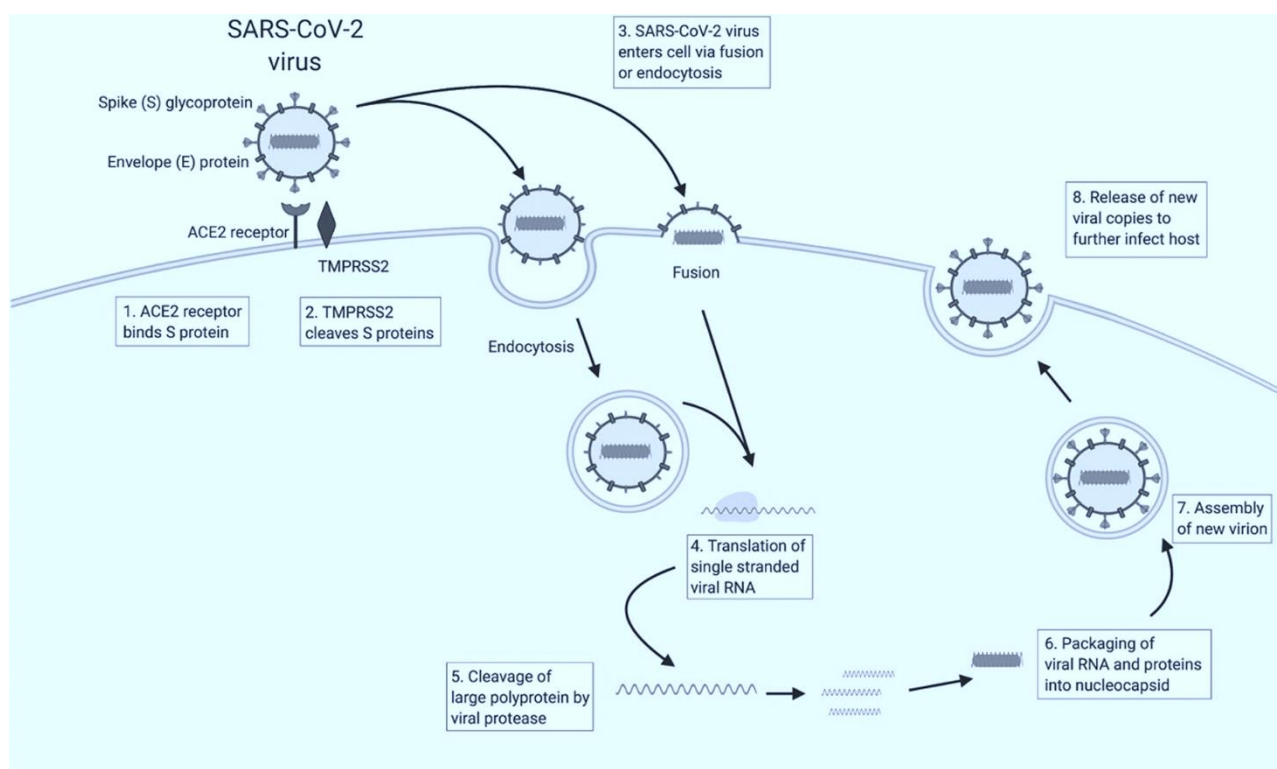 SARS-CoV-2
virus
Spike (S) glycoprotein
Envelope (E) protein
ACE2 receptor
TMPRSS2
1. ACE2 receptor
binds S protein
2. TMPRSS2
cleaves S proteins
3. SARS-CoV-2 virus
enters cell via fusion
or endocytosis
Fusion
Endocytosis
4. Translation of
single stranded
viral RNA
5. Cleavage of
large polyprotein by
viral protease
6. Packaging of
viral RNA and proteins
into nucleocapsid
7. Assembly
of new virion
8. Release of new
viral copies to
further infect host